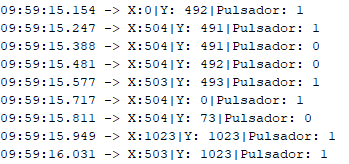 09:59:15.154 -> X:0|Y: 492|Pulsador: 1
09:59:15.247 -> X:504|Y: 491|Pulsador: 1
09:59:15.388 -> X:504|Y: 491|Pulsador: 0
09:59:15.481 -> X:504|Y: 492|Pulsador: 0
09:59:15.577 -> X:503|Y: 493|Pulsador: 1
09:59:15.717 -> X:504|Y: 0|Pulsador: 1
09:59:15.811 -> X:504|Y: 73|Pulsador: 0
09:59:15.949 -> X:1023|Y: 1023|Pulsador: 1
09:59:16.031 -> X:503|Y: 1023|Pulsador: 1